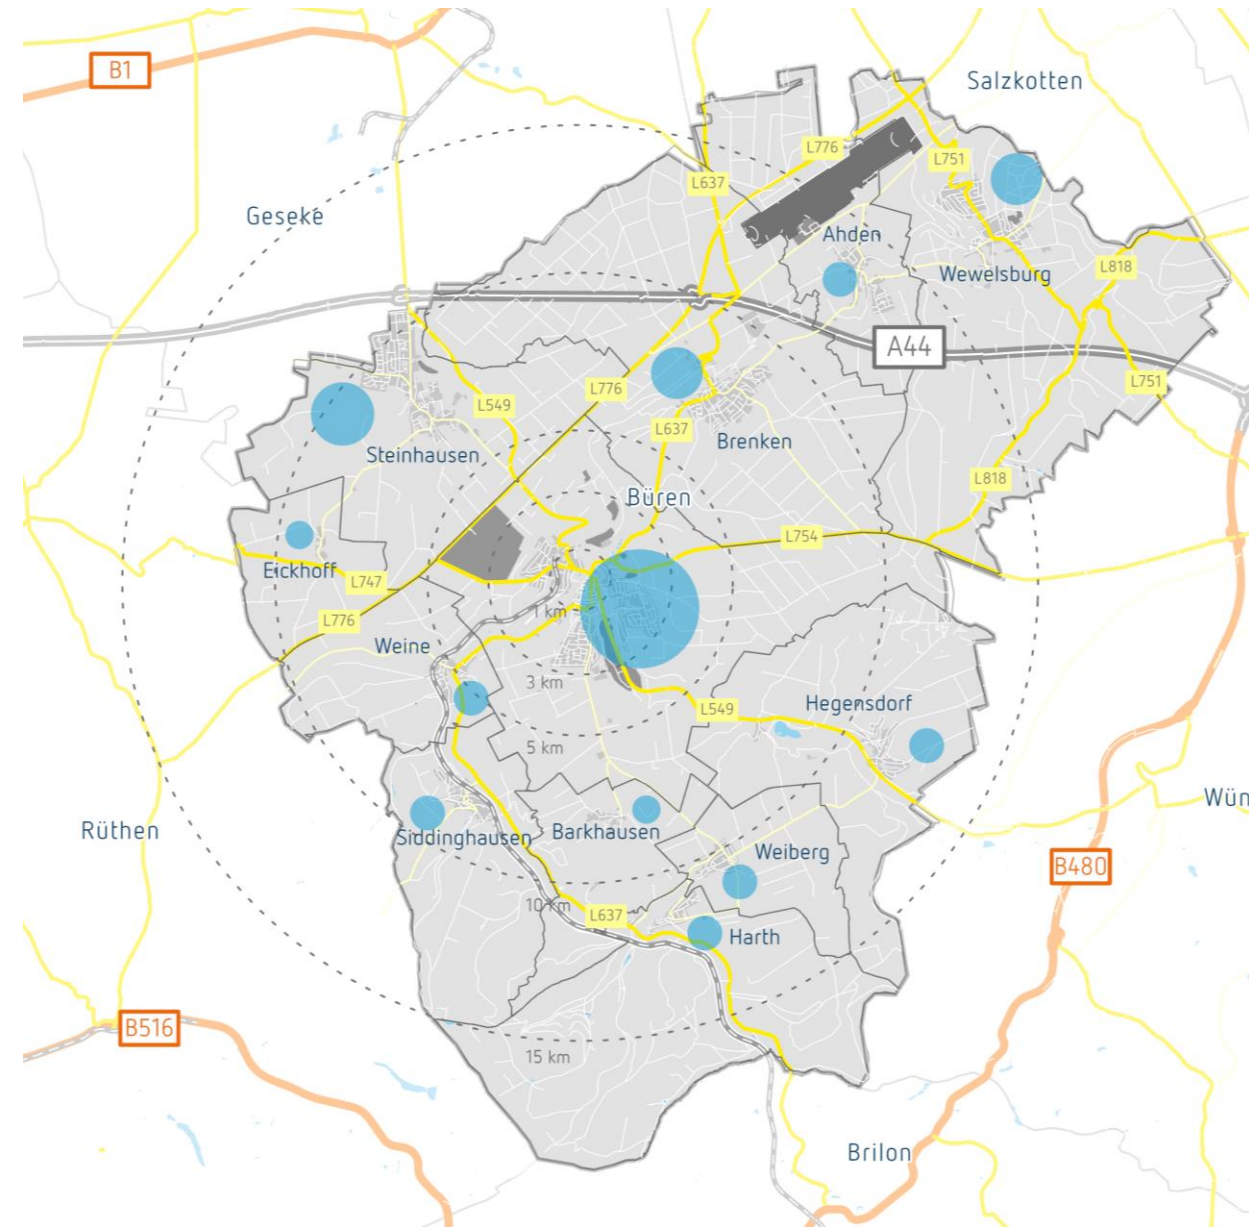 B1
Salzkotten
L776
L751
L637
Geseke
Ahden
Wewelsburg
L818
A44
L776
L751
L549
L637
Brenken
Steinhausen
L818
Büren
L754
Eickhoff
L747
1 km
L776
Weine
3 km
Hegensdorf
L549
5 km
Wün
Rüthen
Barkhausen
Siddinghausen
Weiberg
B480
10 km
L637
Harth
B516
15 km
Brilon